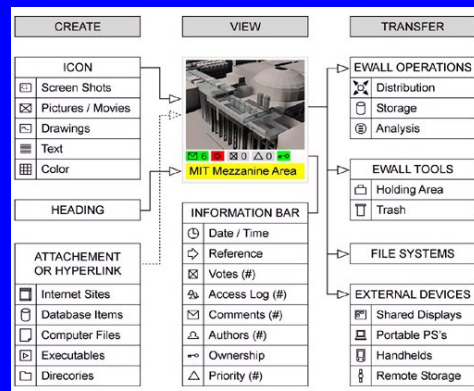 CREATE
VIEW
TRANSFER
ICON
Screen Shots
Pictures / Movies
Drawings
Text
Color
HEADING
ATTACHEMENT
OR HYPERLINK
Internet Sites
Database Items
Computer Files
Executables
Direcories
6 0 0
MIT Mezzanine Area
INFORMATION BAR
Date / Time
Reference
Votes (#)
Access Log (#)
Comments (#)
Authors (#)
Ownership
Priority (#)
EWALL OPERATIONS
Distribution
Storage
Analysis
EWALL TOOLS
Holding Area
Trash
FILE SYSTEMS
EXTERNAL DEVICES
Shared Displays
Portable PS's
Handhelds
Remote Storage